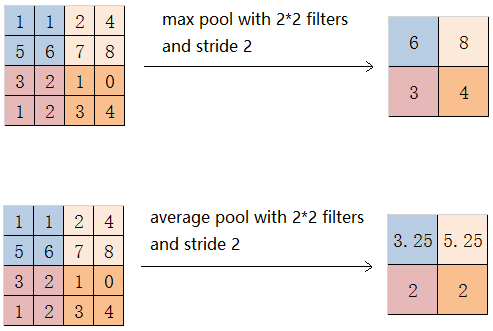 1 1 2 4
5 6 7 8
3 2 1 0
1 2 3 4
max pool with 2*2 filters
and stride 2
6 8
3 4
1 1 2 4
5 6 7 8
3 2 1 0
1 2 3 4
average pool with 2*2 filters
and stride 2
3.25 5.25
2 2